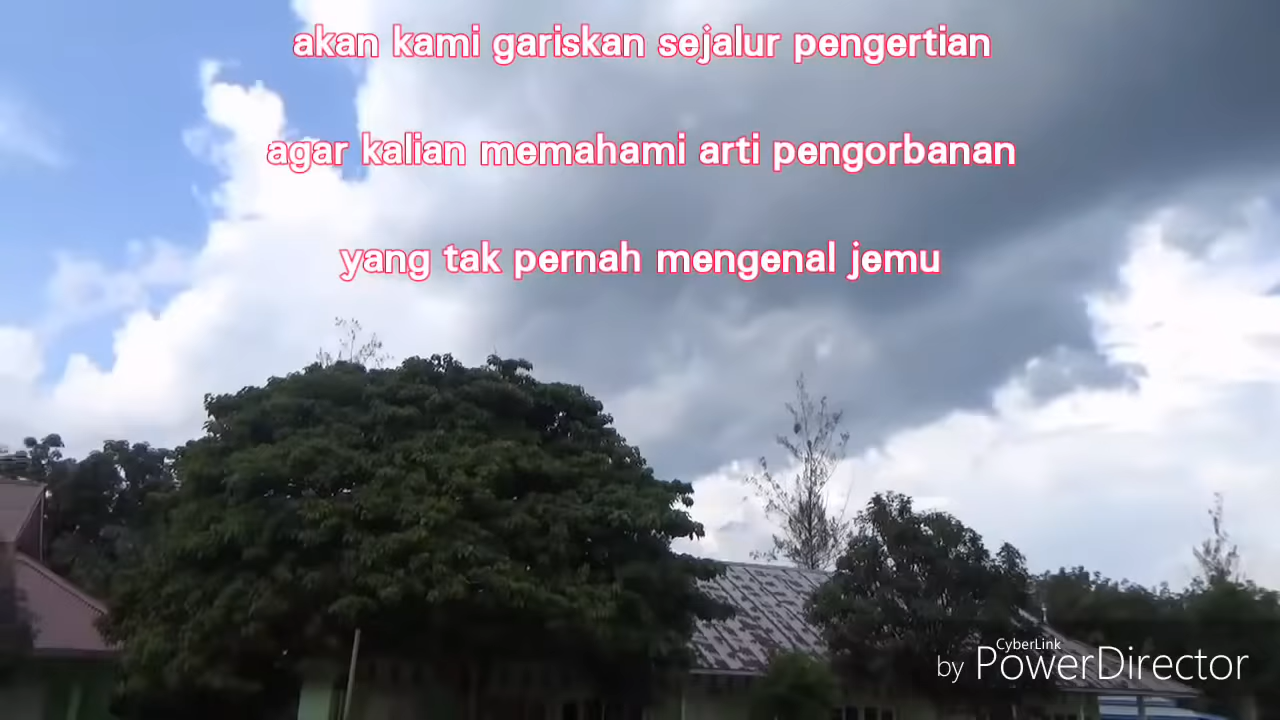 akan kami gariskan sejalur pengertian
agar kalian memahami arti pengorbanan
yang tak pernah mengenal jemu
CyberLink
by PowerDirector